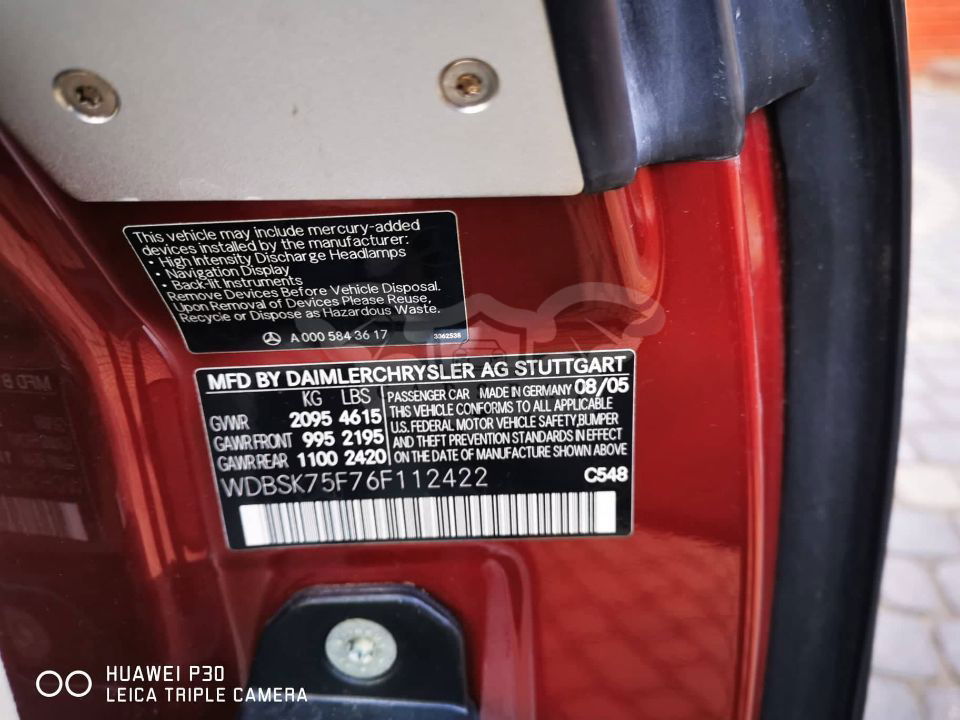 This vehicle may include mercury-added
devices installed by the manufacturer:
• High Intensity Discharge Headlamps
• Navigation Display
• Back-lit Instruments
Remove Devices Before Vehicle Disposal.
Upon Removal of Devices Please Reuse,
Recycle or Dispose as Hazardous Waste.
A 000 584 36 17 3362538
MFD BY DAIMLERCHRYSLER AG STUTTGART
KG LBS
GVWR 2095 4615
GAWR FRONT 995 2195
GAWR REAR 1100 2420
PASSENGER CAR MADE IN GERMANY 08/05
THIS VEHICLE CONFORMS TO ALL APPLICABLE
U.S. FEDERAL MOTOR VEHICLE SAFETY, BUMPER
AND THEFT PREVENTION STANDARDS IN EFFECT
ON THE DATE OF MANUFACTURE SHOWN ABOVE
WDBSK75F76F112422 C548
HUAWEI P30
LEICA TRIPLE CAMERA